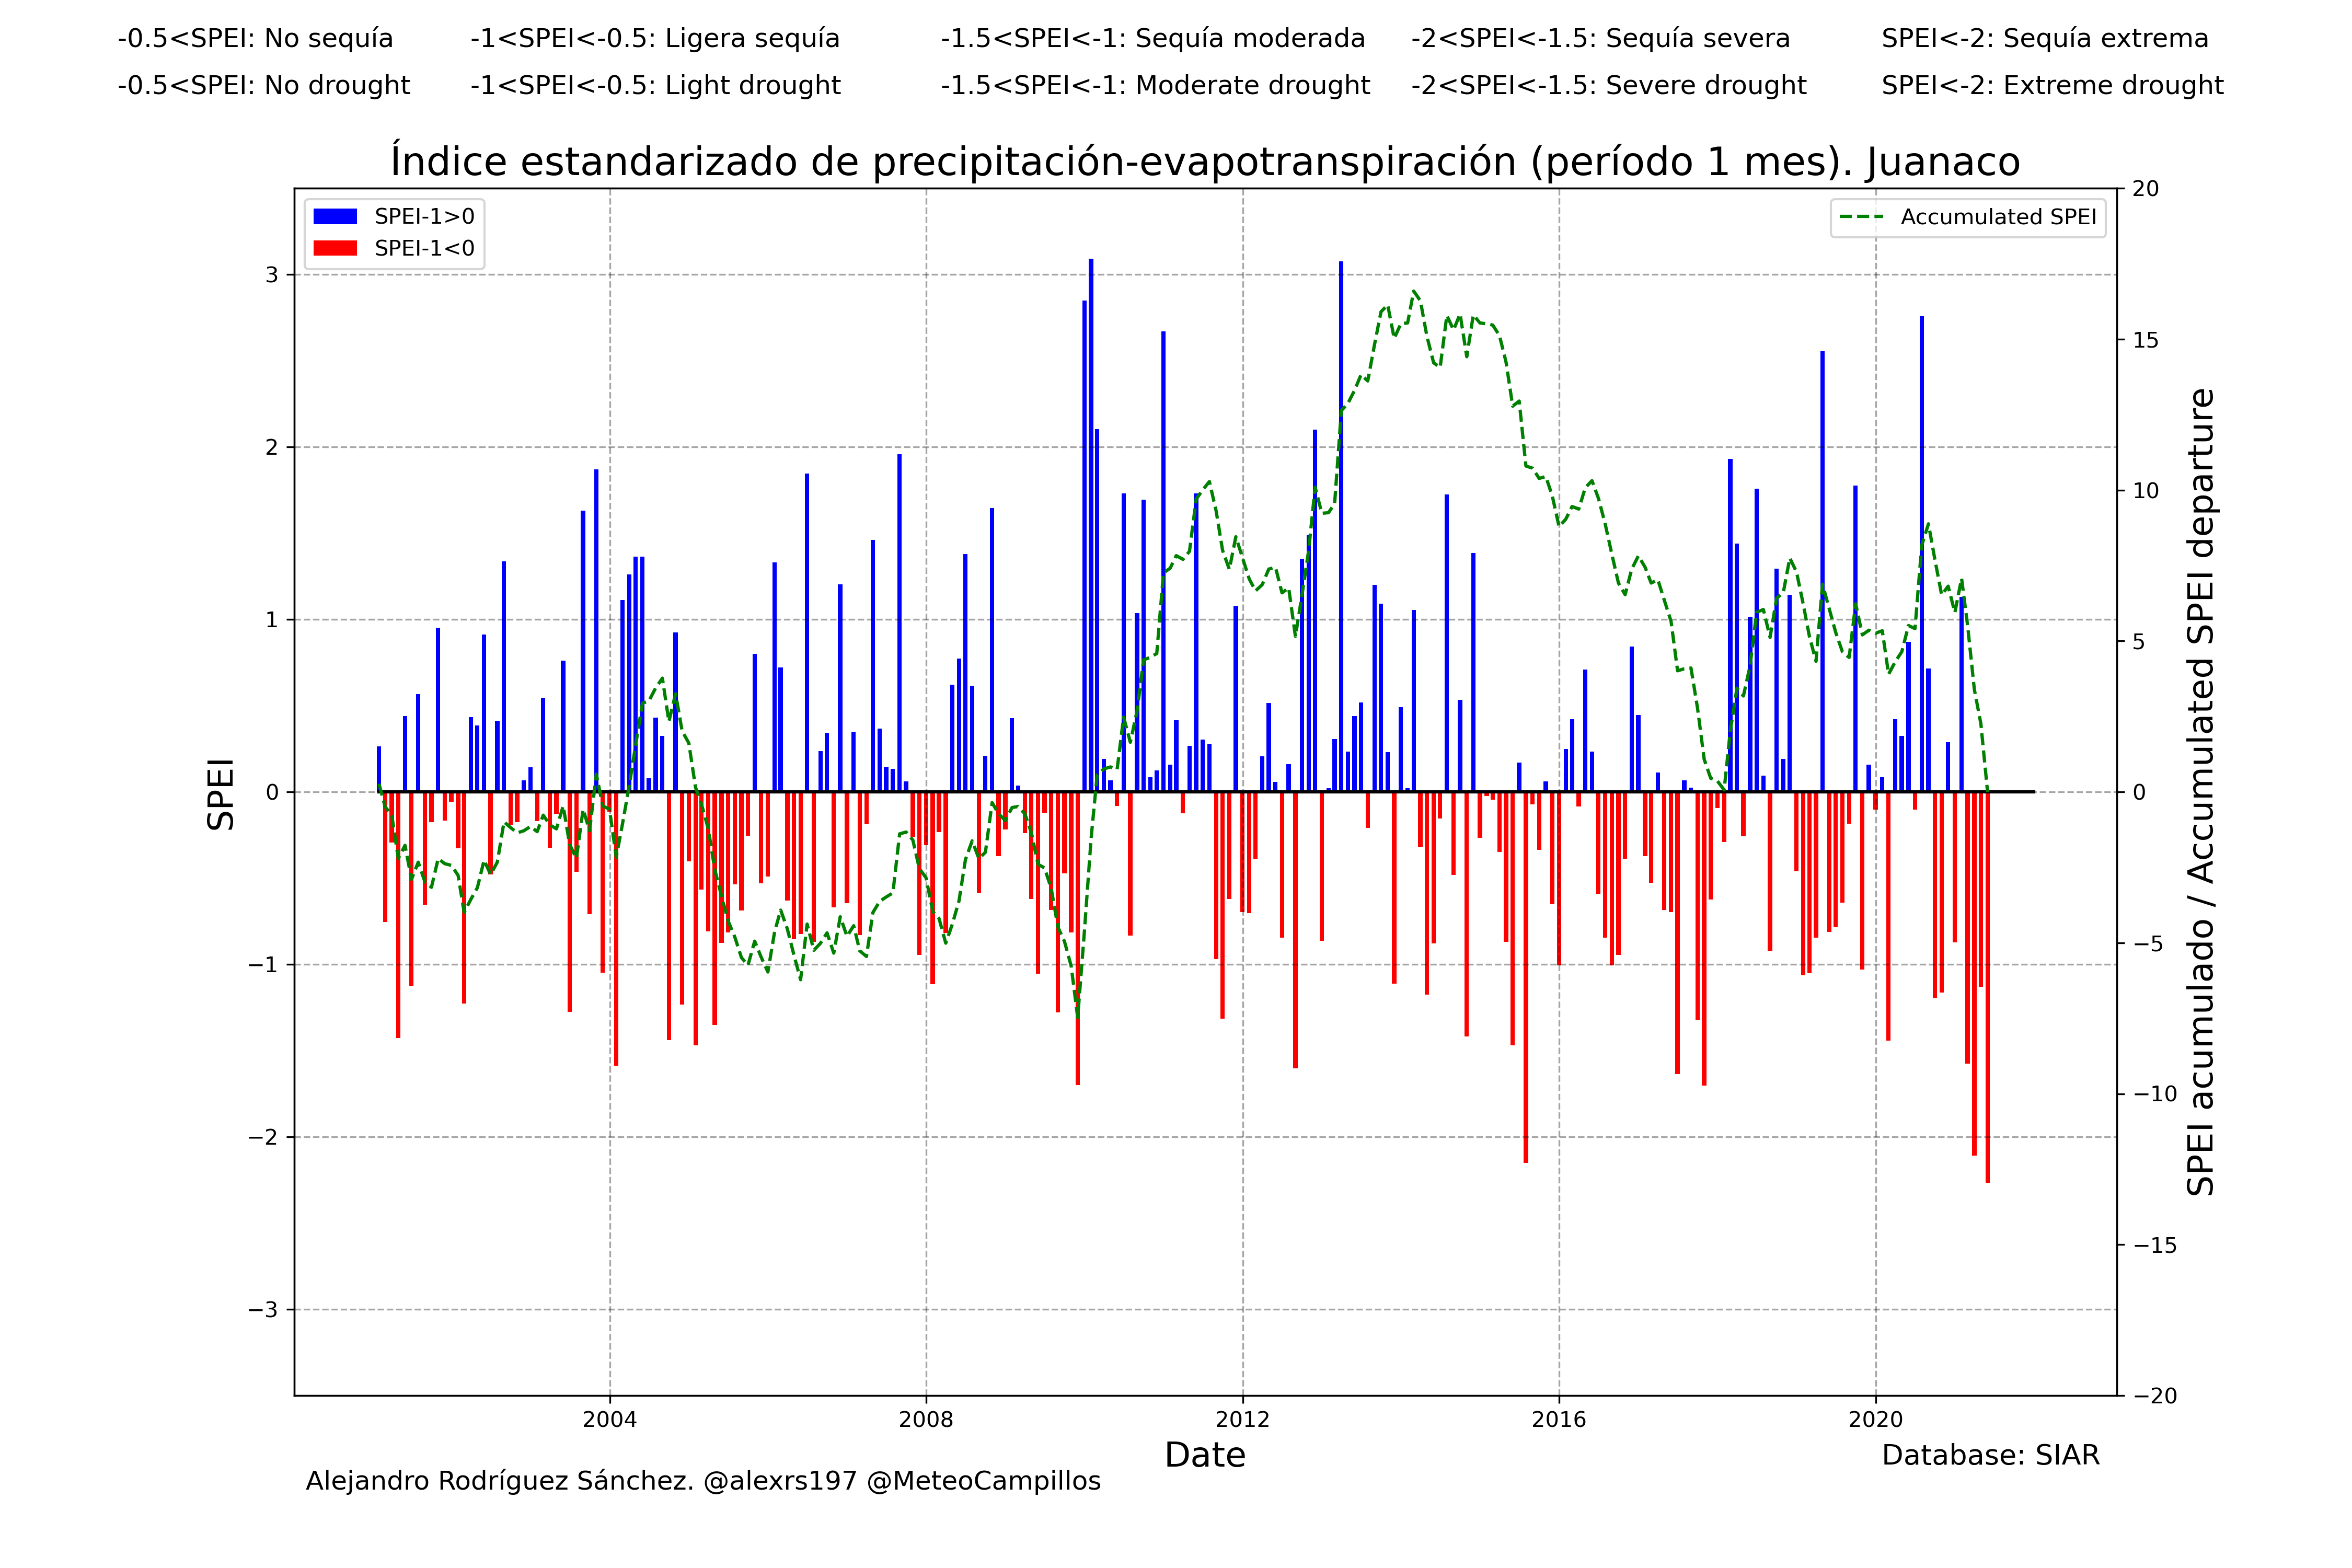 -0.5<SPEI: No sequía -1<SPEI<-0.5: Ligera sequía -1.5<SPEI<-1: Sequía moderada -2<SPEI<-1.5: Sequía severa SPEI<-2: Sequía extrema
-0.5<SPEI: No drought -1<SPEI<-0.5: Light drought -1.5<SPEI<-1: Moderate drought -2<SPEI<-1.5: Severe drought SPEI<-2: Extreme drought
Índice estandarizado de precipitación-evapotranspiración (período 1 mes). Juanaco
SPEI-1>0
SPEI-1<0
Accumulated SPEI
SPEI
3
2
1
0
−1
−2
−3
20
15
10
5
0
−5
−10
−15
−20
SPEI acumulado / Accumulated SPEI departure
2004 2008 2012 2016 2020
Date
Database: SIAR
Alejandro Rodríguez Sánchez. @alexrs197 @MeteoCampillos